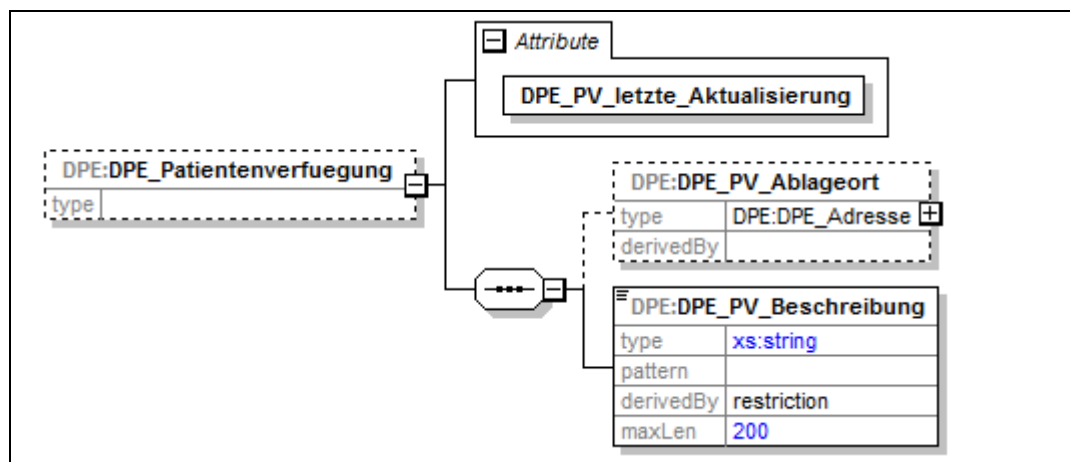 Attribute
DPE_PV_letzte_Aktualisierung
DPE:DPE_Patientenverfuegung
type
DPE:DPE_PV_Ablageort
type DPE:DPE_Adresse
derivedBy
DPE:DPE_PV_Beschreibung
type xs:string
pattern
derivedBy restriction
maxLen 200